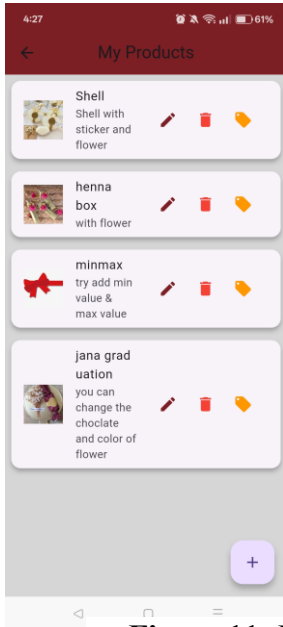 4:27
61%
My Products
Shell
Shell with
sticker and
flower
henna
box
with flower
minmax
try add min
value &
max value
jana grad
uation
you can
change the
choclate
and color of
flower
+